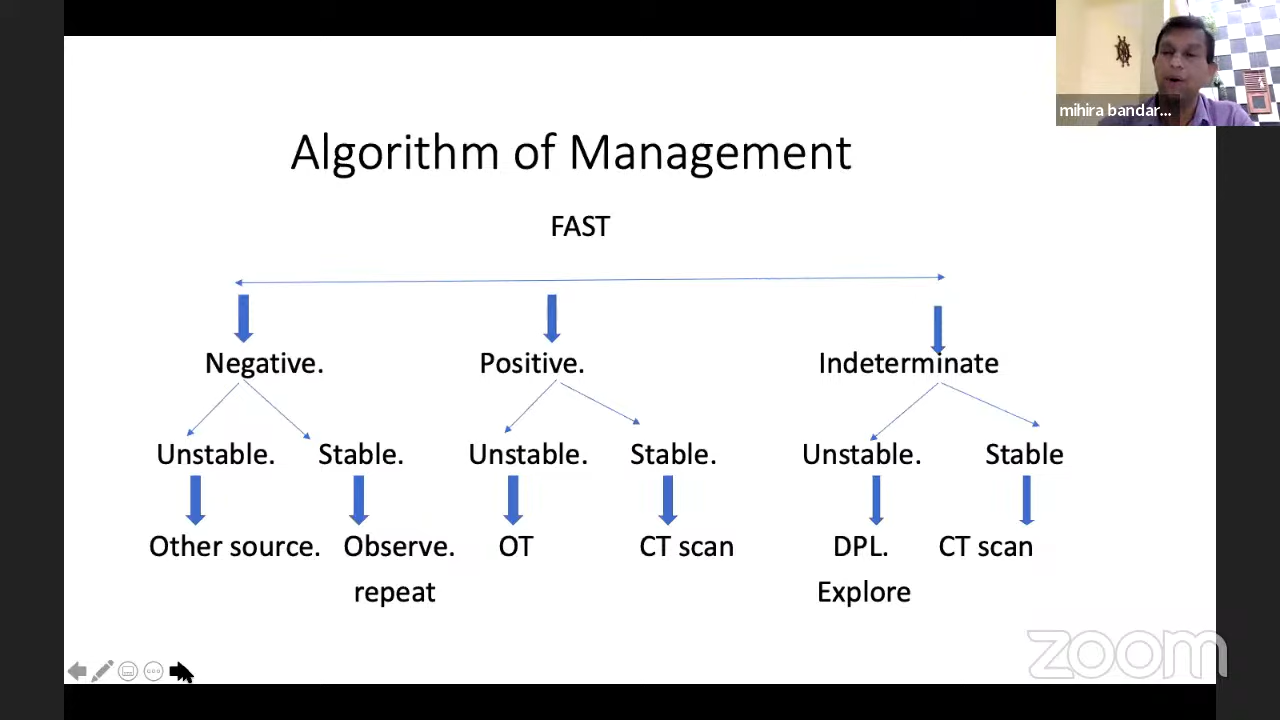 mihira bandar...
Algorithm of Management
FAST
Negative. Positive. Indeterminate
Unstable. Stable. Unstable. Stable. Unstable. Stable
Other source. Observe. OT CT scan DPL. CT scan
repeat Explore
zoom